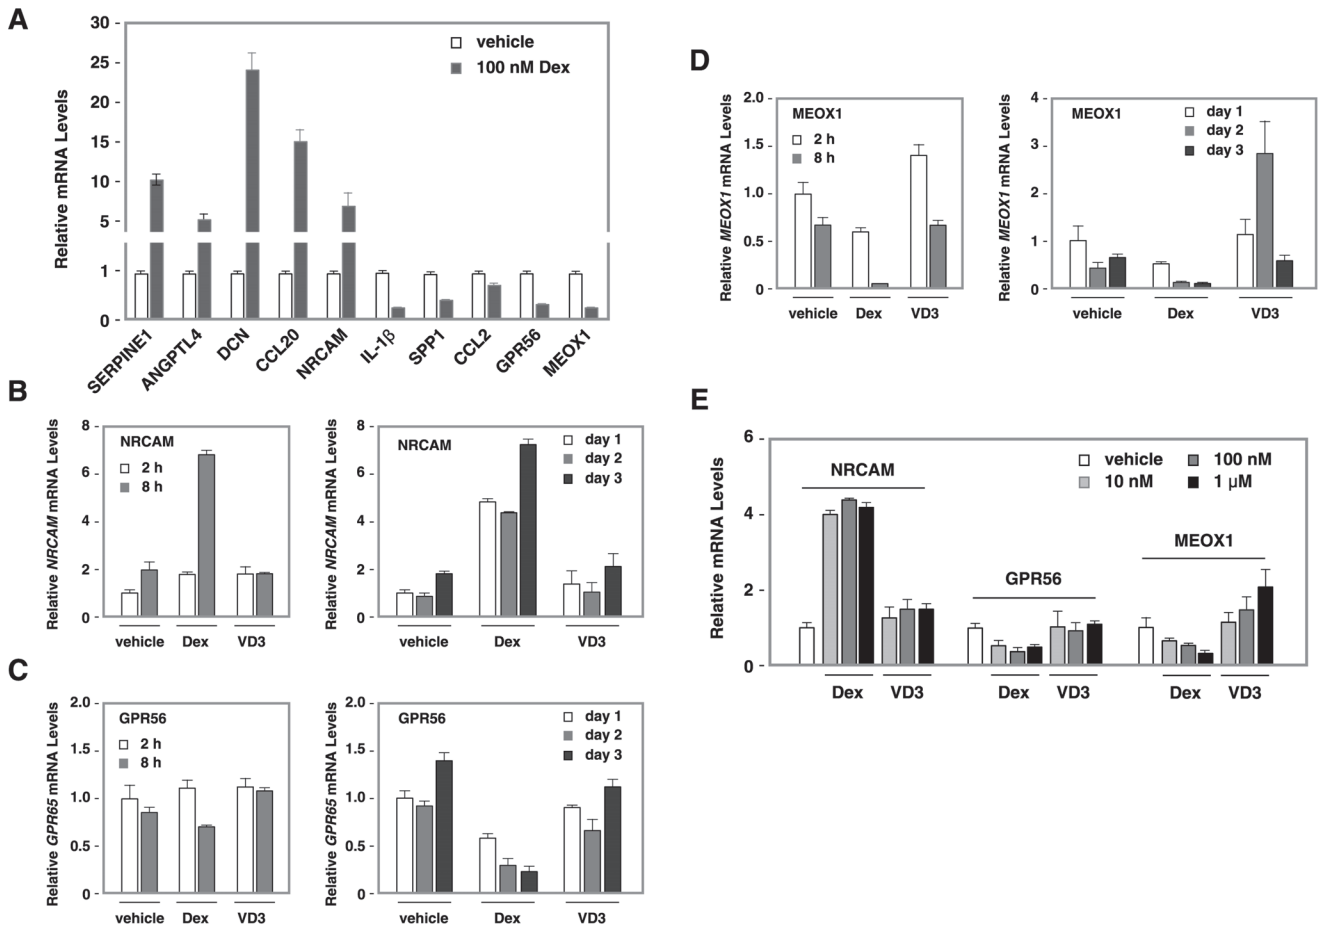 A
30
25
20
15
10
5
1
0
Relative mRNA Levels
vehicle
100 nM Dex
SERPINE1
ANGPTL4
DCN
CCL20
NRCAM
IL-1β
SPP1
CCL2
GPR56
MEOX1
B
8
6
4
2
0
Relative NRCAM mRNA Levels
NRCAM
2 h
8 h
vehicle
Dex
VD3
8
6
4
2
0
Relative NRCAM mRNA Levels
NRCAM
day 1
day 2
day 3
vehicle
Dex
VD3
C
2.0
1.5
1.0
0.5
0
Relative GPR65 mRNA Levels
GPR56
2 h
8 h
vehicle
Dex
VD3
2.0
1.5
1.0
0.5
0
Relative GPR65 mRNA Levels
GPR56
day 1
day 2
day 3
vehicle
Dex
VD3
D
2.0
1.5
1.0
0.5
0
Relative MEOX1 mRNA Levels
MEOX1
2 h
8 h
vehicle
Dex
VD3
4
3
2
1
0
Relative MEOX1 mRNA Levels
MEOX1
day 1
day 2
day 3
vehicle
Dex
VD3
E
6
4
2
0
Relative mRNA Levels
vehicle
10 nM
100 nM
1 µM
NRCAM
GPR56
MEOX1
Dex
VD3
Dex
VD3
Dex
VD3